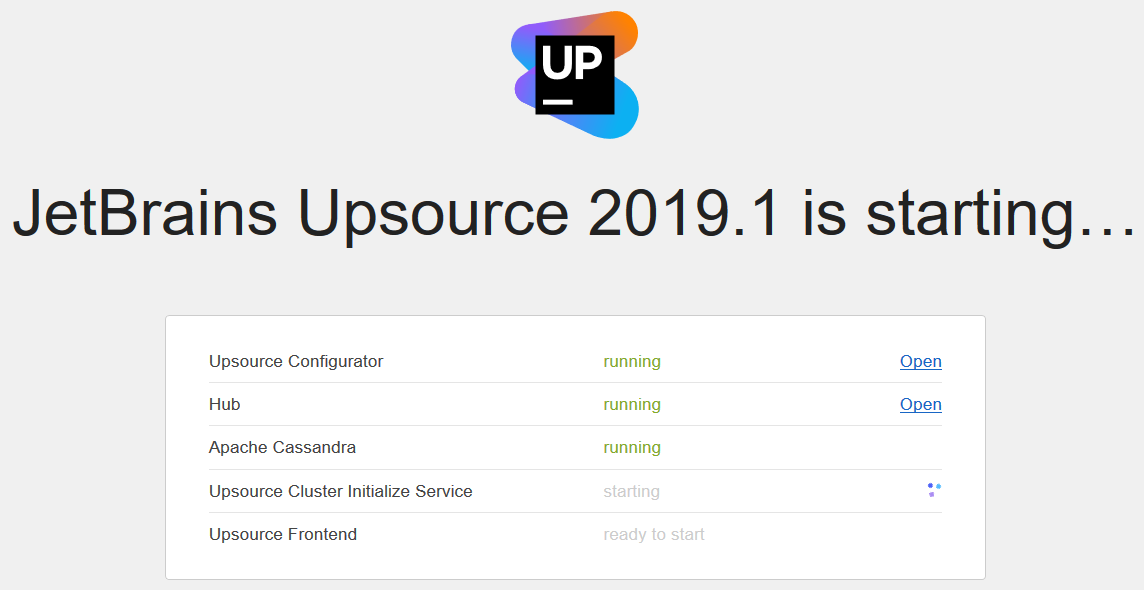 UP
JetBrains Upsource 2019.1 is starting…
Upsource Configurator running Open
Hub running Open
Apache Cassandra running
Upsource Cluster Initialize Service starting
Upsource Frontend ready to start